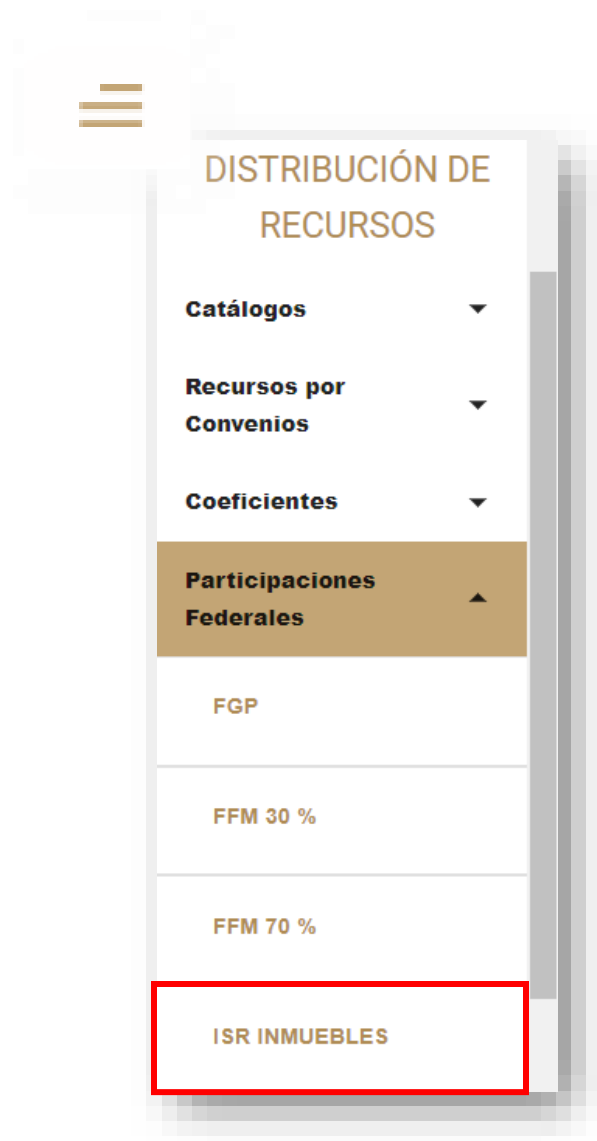 DISTRIBUCIÓN DE
RECURSOS
Catálogos
Recursos por
Convenios
Coeficientes
Participaciones
Federales
FGP
FFM 30 %
FFM 70 %
ISR INMUEBLES